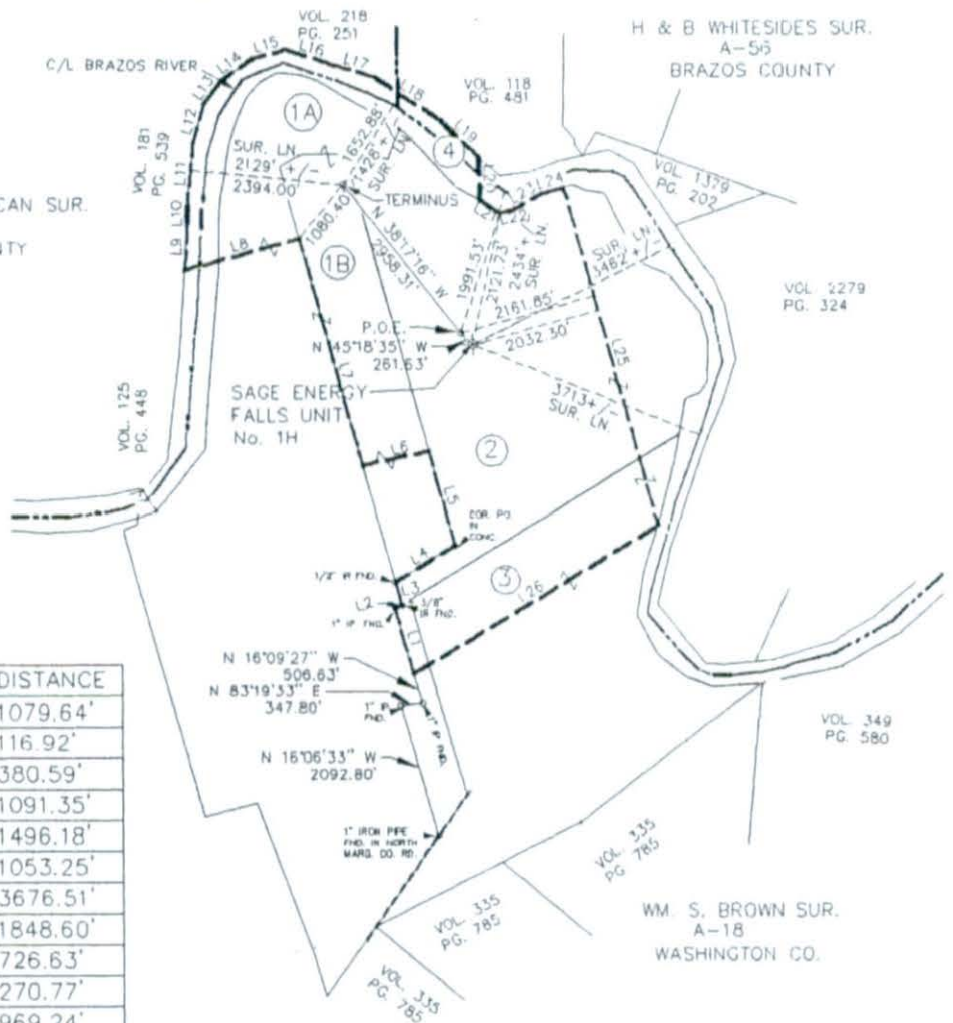 VOL. 218
PG. 251
H & B WHITESIDES SUR.
A-56
BRAZOS COUNTY
C/L BRAZOS RIVER
L15
L16
L14
L17
L13
L18
L12
VOL. 118
PG. 481
1A
L19
4
VOL. 181
PG. 539
SUR. LN.
2129' +/-
2394.00'
1652.88'
1428 +/-
SUR. LN.
L11
L23
L24
VOL. 1379
PG. 202
CAN SUR.
TERMINUS
L21
L22
L10
NTY
L9
L8
1080.40'
1B
N 38°17'16" W
2958.31'
1991.53'
2121.73'
2434' +/-
SUR. LN.
SUR. LN.
3482' +/-
VOL. 2279
PG. 324
P.O.E.
2161.85'
N 45°18'35" W
261.63'
2032.30'
L7
L25
SAGE ENERGY
FALLS UNIT
No. 1H
3713+/-
SUR. LN.
VOL. 125
PG. 448
L6
2
L5
COR. PO.
IN
CONC.
L4
1/2" IR FND.
3
L3
L26
L2
3/8"
IR FND.
1" IP FND.
L1
N 16°09'27" W
506.63'
N 83°19'33" E
347.80'
1" IP
FND.
1" IP FND.
N 16°06'33" W
2092.80'
VOL. 349
PG. 580
1" IRON PIPE
FND. IN NORTH
MARG. CO. RD.
VOL. 335
PG. 785
VOL. 335
PG. 785
WM. S. BROWN SUR.
A-18
WASHINGTON CO.
VOL. 335
PG. 785
DISTANCE
1079.64'
116.92'
380.59'
1091.35'
1496.18'
1053.25'
3676.51'
1848.60'
726.63'
270.77'
969.24'